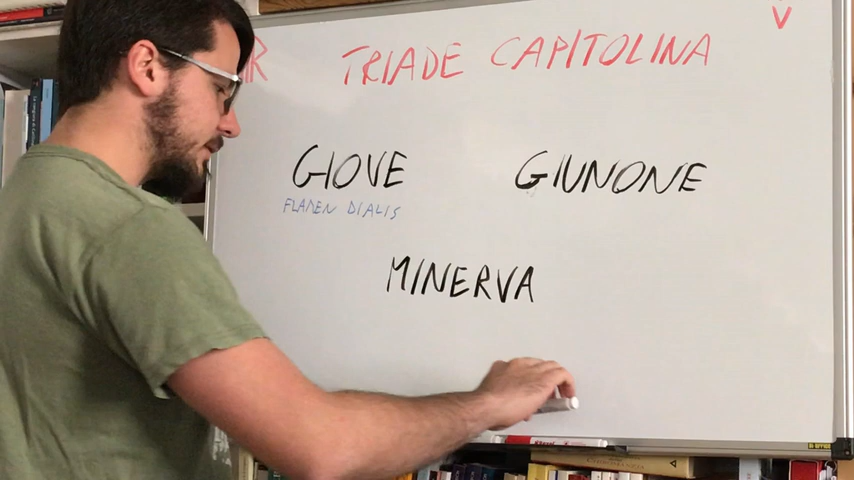 R TRIADE CAPITOLINA V
GIOVE GIUNONE
FLAMEN DIALIS
MINERVA